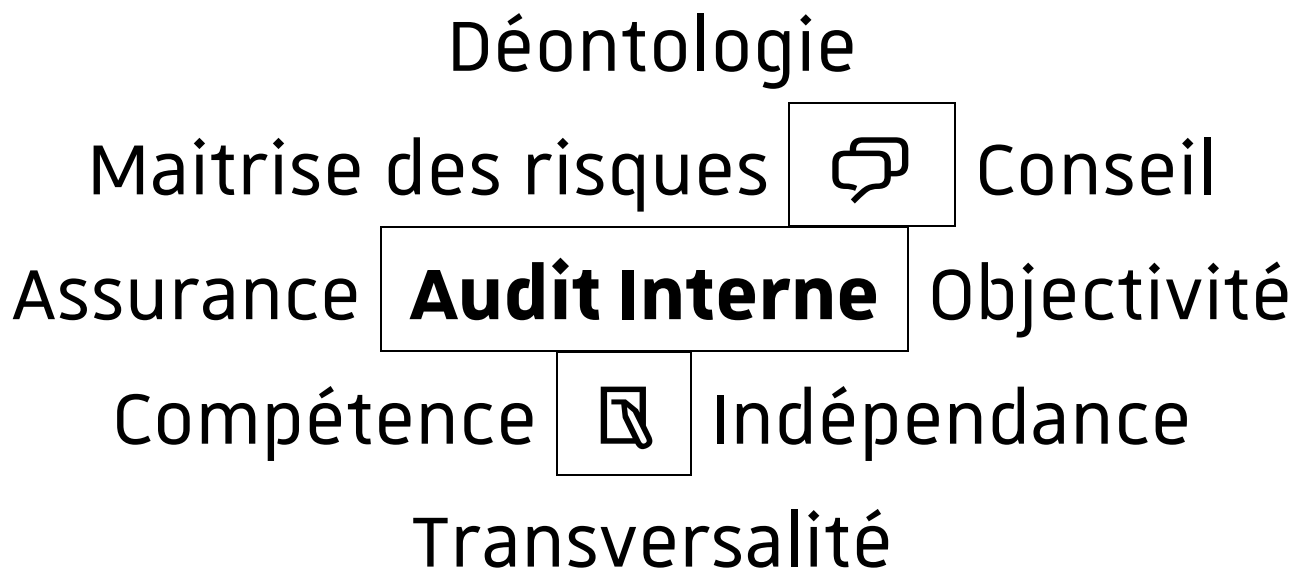 Déontologie
Maitrise des risques Conseil
Assurance Audit Interne Objectivité
Compétence Indépendance
Transversalité